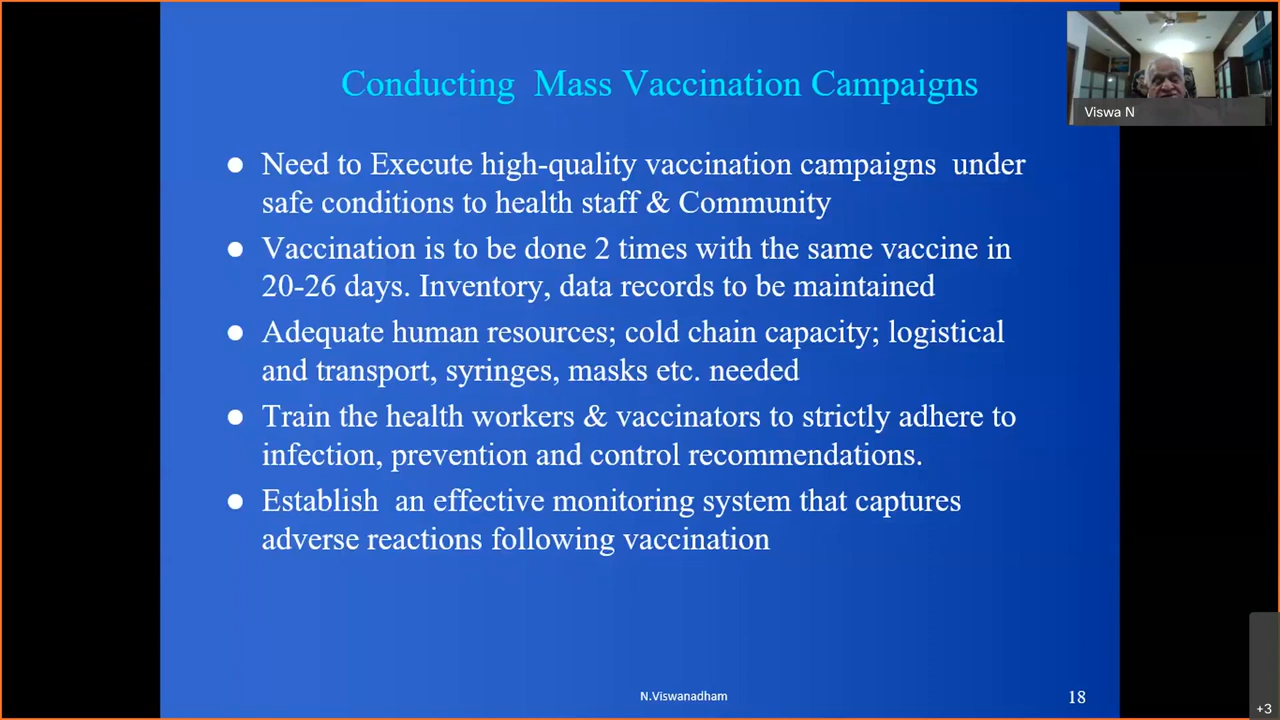 Conducting Mass Vaccination Campaigns
Viswa N
● Need to Execute high-quality vaccination campaigns under
safe conditions to health staff & Community
● Vaccination is to be done 2 times with the same vaccine in
20-26 days. Inventory, data records to be maintained
● Adequate human resources; cold chain capacity; logistical
and transport, syringes, masks etc. needed
● Train the health workers & vaccinators to strictly adhere to
infection, prevention and control recommendations.
● Establish an effective monitoring system that captures
adverse reactions following vaccination
N.Viswanadham
18
+3